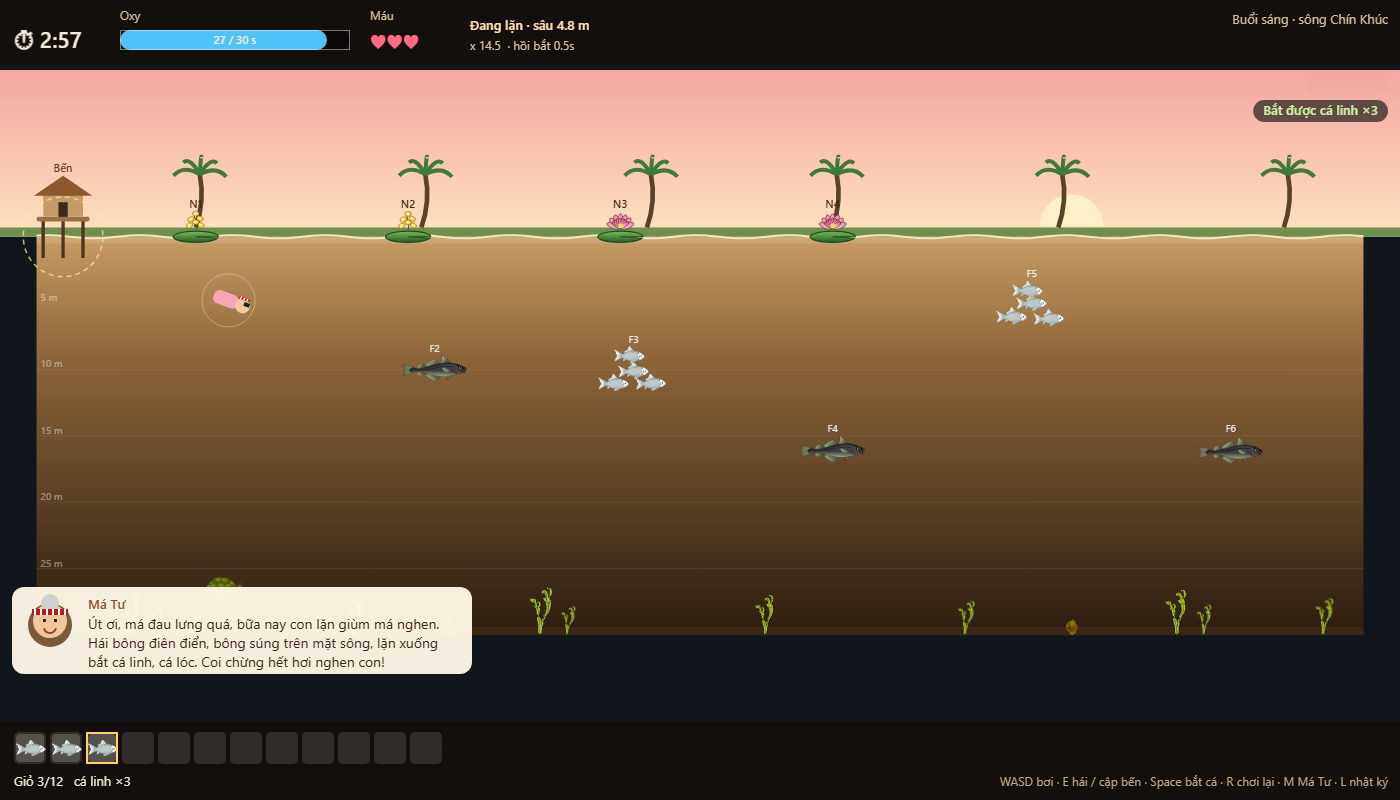 Oxy
Máu
Đang lặn · sâu 4.8 m
Buổi sáng · sông Chín Khúc
2:57
27 / 30 s
x 14.5 · hồi bắt 0.5s
Bắt được cá linh ×3
Bến
N1
N2
N3
N4
F5
5 m
F3
F2
10 m
F4
F6
15 m
20 m
25 m
Má Tư
Út ơi, má đau lưng quá, bữa nay con lặn giùm má nghen.
Hái bông điên điển, bông súng trên mặt sông, lặn xuống
bắt cá linh, cá lóc. Coi chừng hết hơi nghen con!
Giỏ 3/12 cá linh ×3
WASD bơi · E hái / cập bến · Space bắt cá · R chơi lại · M Má Tư · L nhật ký